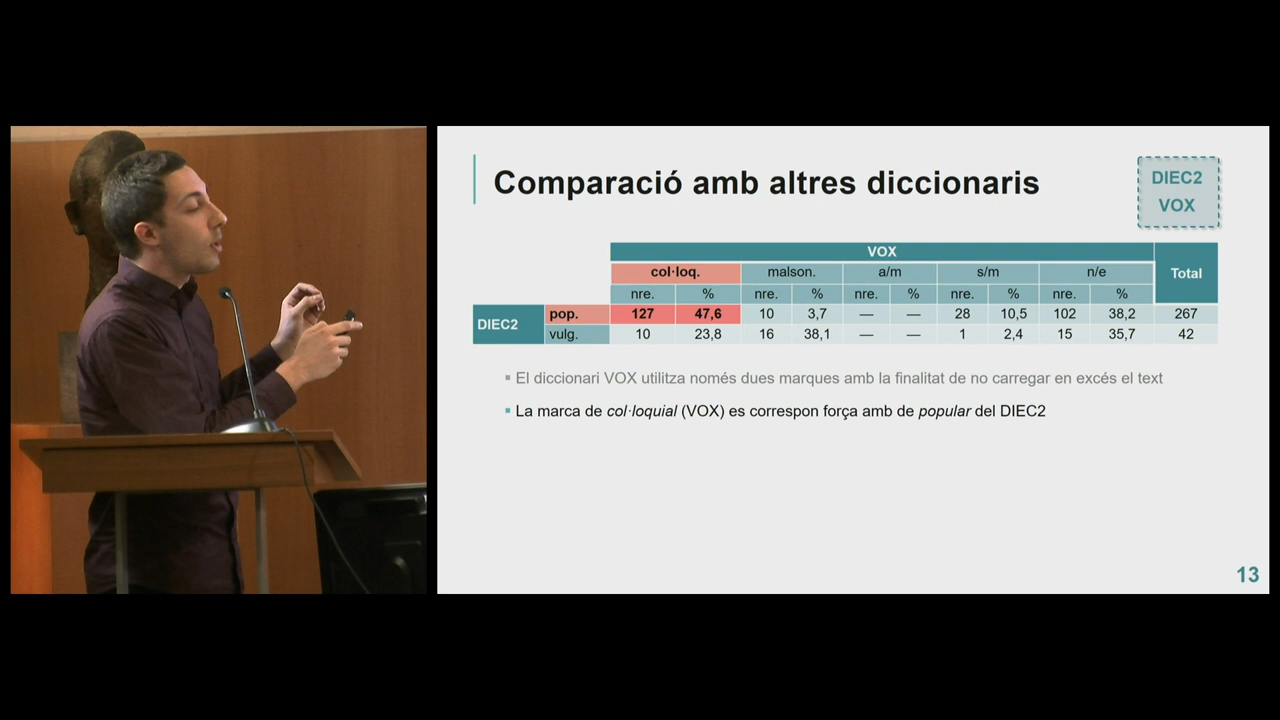 Comparació amb altres diccionaris
DIEC2
VOX
VOX Total
col·loq. malson. a/m s/m n/e
nre. % nre. % nre. % nre. % nre. %
DIEC2
pop. 127 47,6 10 3,7 — — 28 10,5 102 38,2 267
vulg. 10 23,8 16 38,1 — — 1 2,4 15 35,7 42
▪ El diccionari VOX utilitza només dues marques amb la finalitat de no carregar en excés el text
▪ La marca de col·loquial (VOX) es correspon força amb de popular del DIEC2
13